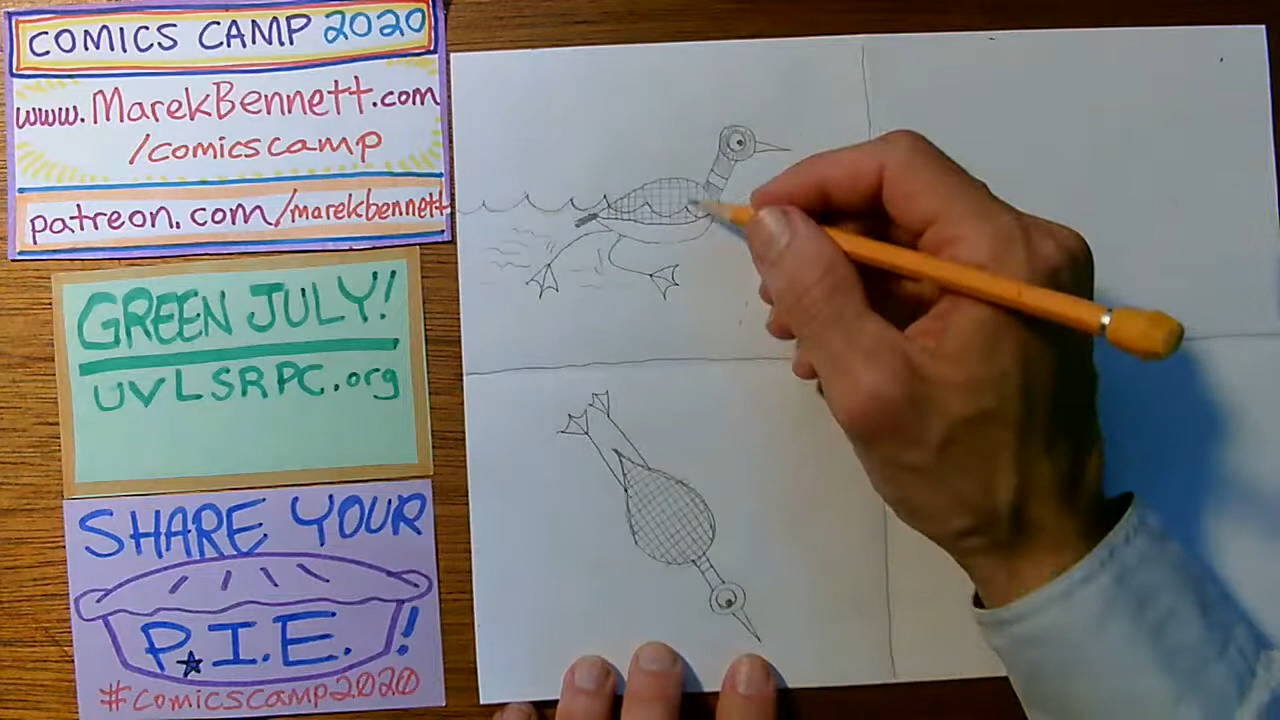 COMICS CAMP 2020
www.MarekBennett.com
/comicscamp
patreon.com/marekbennett
GREEN JULY!
UVLSRPC.org
SHARE YOUR
P.I.E.!
#comicscamp2020